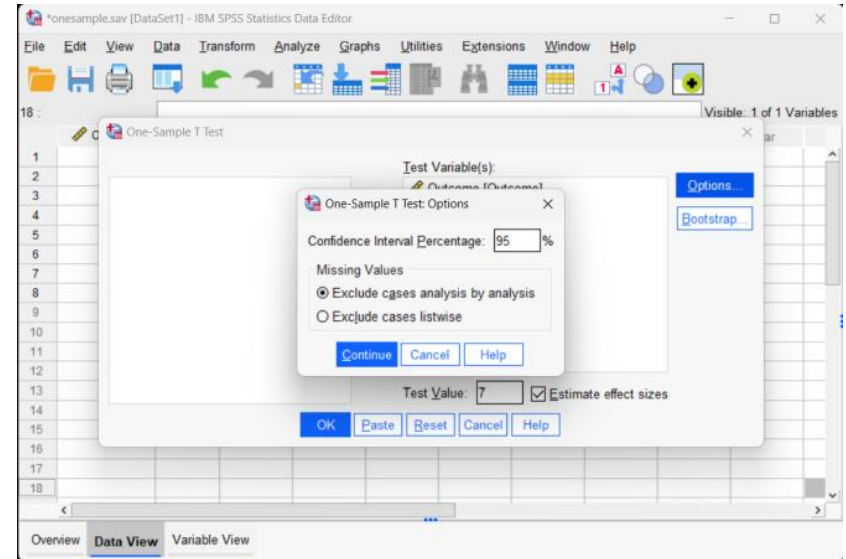 *onesample.sav [DataSet1] - IBM SPSS Statistics Data Editor
File Edit View Data Transform Analyze Graphs Utilities Extensions Window Help
18 :
Visible: 1 of 1 Variables
One-Sample T Test
Test Variable(s):
Outcome [Outcome]
Options...
Bootstrap...
One-Sample T Test: Options
Confidence Interval Percentage: 95 %
Missing Values
Exclude cases analysis by analysis
Exclude cases listwise
Continue Cancel Help
Test Value: 7 Estimate effect sizes
OK Paste Reset Cancel Help
1
2
3
4
5
6
7
8
9
10
11
12
13
14
15
16
17
18
Overview Data View Variable View